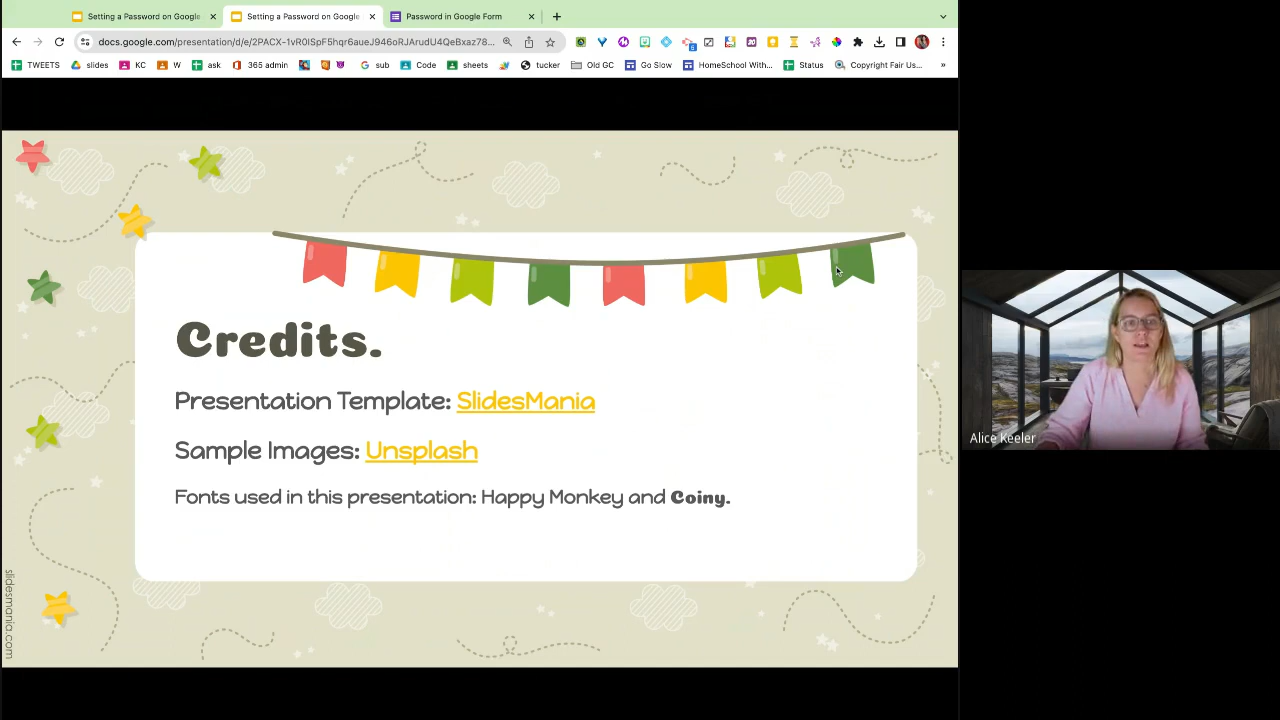 Setting a Password on Google
Setting a Password on Google
Password in Google Form
docs.google.com/presentation/d/e/2PACX-1vR0ISpF5hqr6aueJ946oRJArudU4QeBxaz78...
6
TWEETS slides KC W ask 365 admin sub Code sheets tucker Old GC Go Slow HomeSchool With... Status Copyright Fair Us... »
Credits.
Presentation Template: SlidesMania
Sample Images: Unsplash
Fonts used in this presentation: Happy Monkey and Coiny.
slidesmania.com
Alice Keeler